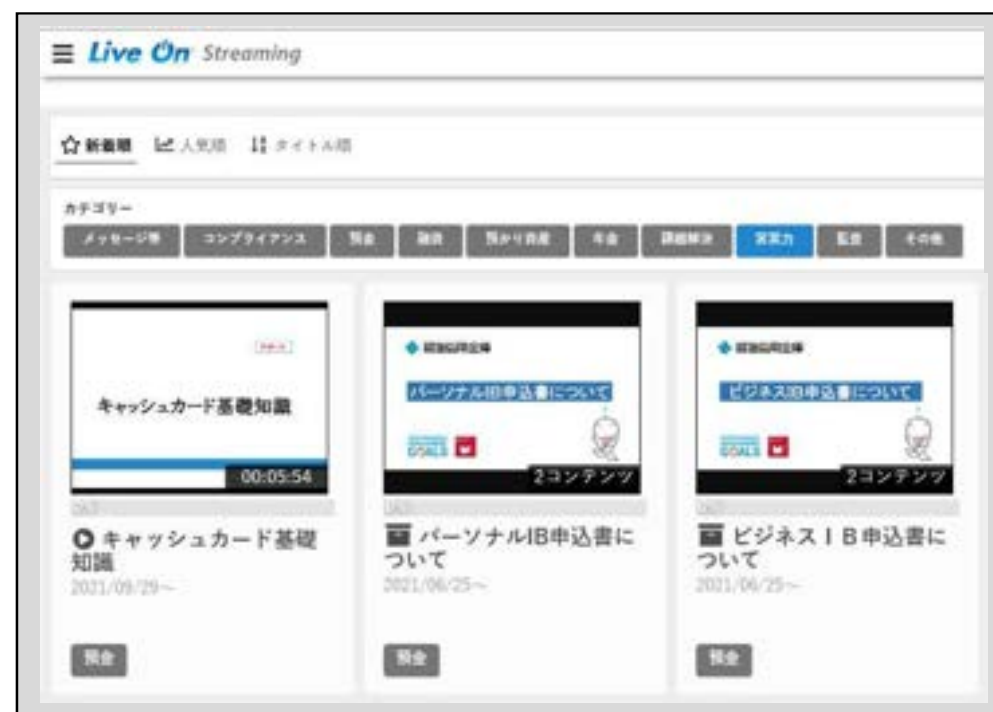 Live On Streaming
新着順 人気順 タイトル順
カテゴリー
メッセージ等 コンプライアンス 預金 融資 預かり資産 年金 課題解決 営業力 監査 その他
キャッシュカード基礎知識
00:05:54
パーソナルIB申込書について
GOALS
2コンテンツ
ビジネスIB申込書について
GOALS
2コンテンツ
キャッシュカード基礎
知識
2021/09/29～
預金
パーソナルIB申込書に
ついて
2021/06/25～
預金
ビジネスＩＢ申込書に
ついて
2021/06/25～
預金